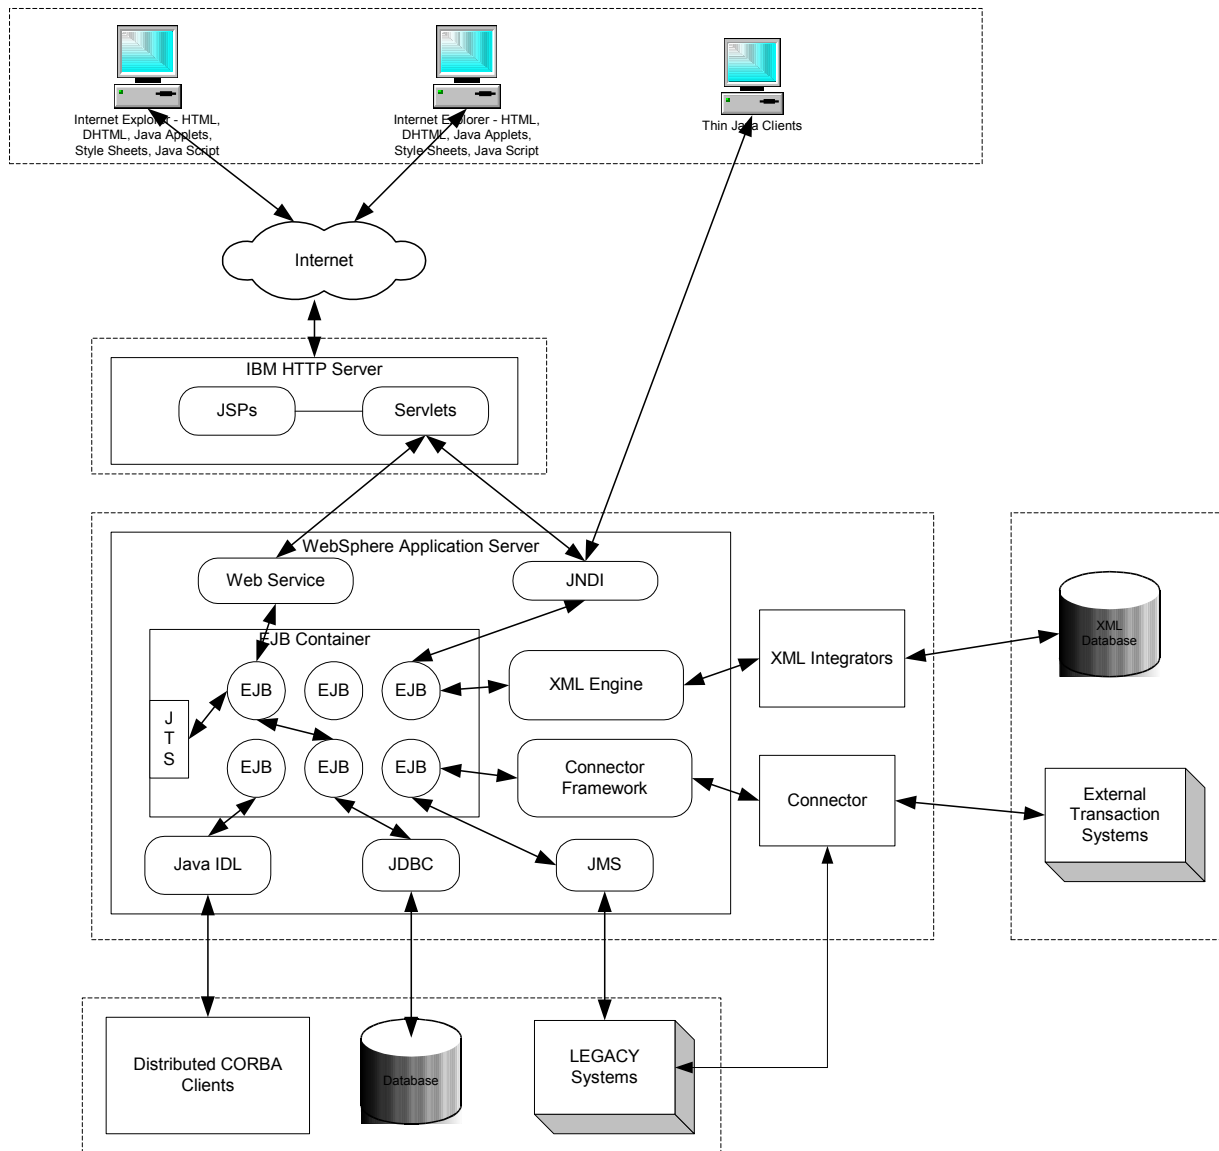 Internet Explorer - HTML,
DHTML, Java Applets,
Style Sheets, Java Script
Internet Explorer - HTML,
DHTML, Java Applets,
Style Sheets, Java Script
Thin Java Clients
Internet
IBM HTTP Server
JSPs
Servlets
WebSphere Application Server
Web Service
JNDI
EJB Container
EJB
EJB
EJB
XML Engine
XML Integrators
XML
Database
J
T
S
EJB
EJB
EJB
Connector
Framework
Connector
External
Transaction
Systems
Java IDL
JDBC
JMS
Distributed CORBA
Clients
Database
LEGACY
Systems